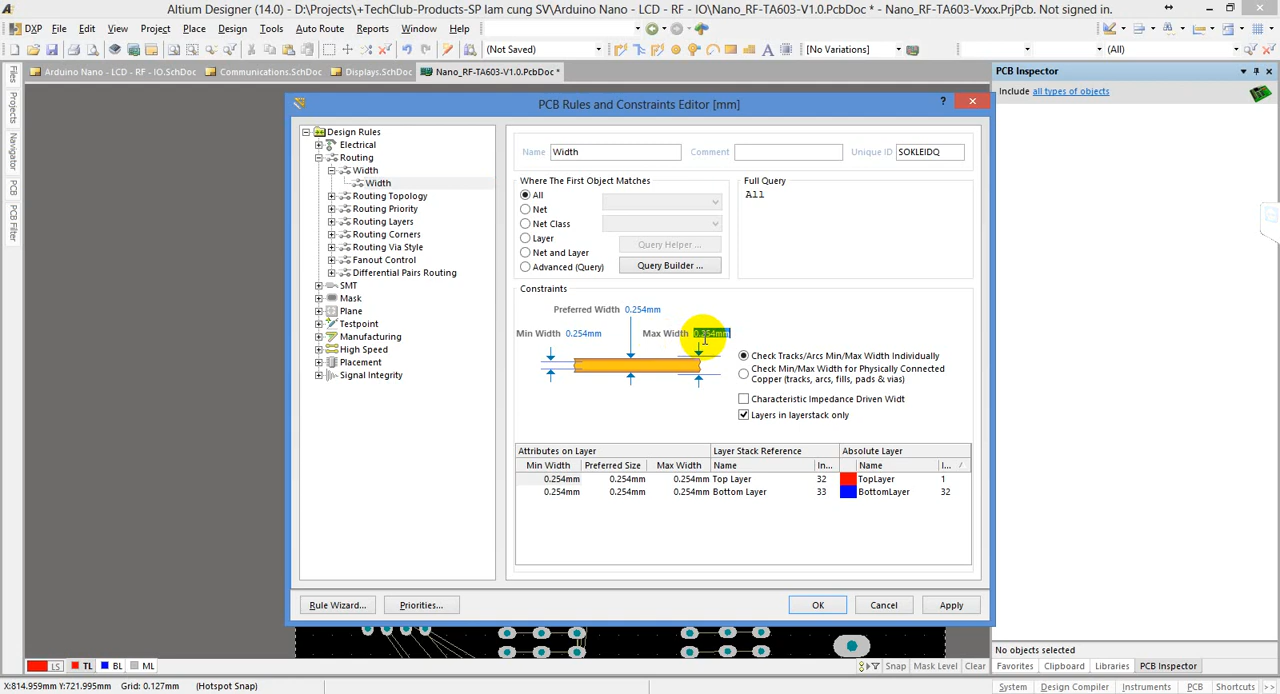 Altium Designer (14.0) - D:\Projects\+TechClub-Products-SP lam cung SV\Arduino Nano - LCD - RF - IO\Nano_RF-TA603-V1.0.PcbDoc * - Nano_RF-TA603-Vxxx.PrjPcb. Not signed in.
DXP File Edit View Project Place Design Tools Auto Route Reports Window Help
(Not Saved) [No Variations] (All)
Arduino Nano - LCD - RF - IO.SchDoc Communications.SchDoc Displays.SchDoc Nano_RF-TA603-V1.0.PcbDoc *
PCB Inspector
Include all types of objects
Files
Projects
Navigator
PCB
PCB Filter
PCB Rules and Constraints Editor [mm]
Design Rules
Electrical
Routing
Width
Width
Routing Topology
Routing Priority
Routing Layers
Routing Corners
Routing Via Style
Fanout Control
Differential Pairs Routing
SMT
Mask
Plane
Testpoint
Manufacturing
High Speed
Placement
Signal Integrity
Name Width Comment Unique ID SOKLEIDQ
Where The First Object Matches
All
Net
Net Class
Layer
Net and Layer
Advanced (Query)
Query Helper ...
Query Builder ...
Full Query
All
Constraints
Preferred Width 0.254mm
Min Width 0.254mm Max Width 0.254mm
Check Tracks/Arcs Min/Max Width Individually
Check Min/Max Width for Physically Connected
Copper (tracks, arcs, fills, pads & vias)
Characteristic Impedance Driven Widt
Layers in layerstack only
Attributes on Layer Layer Stack Reference Absolute Layer
Min Width Preferred Size Max Width Name In... Name I...
0.254mm 0.254mm 0.254mm Top Layer 32 TopLayer 1
0.254mm 0.254mm 0.254mm Bottom Layer 33 BottomLayer 32
Rule Wizard... Priorities... OK Cancel Apply
No objects selected
LS TL BL ML Snap Mask Level Clear
Favorites Clipboard Libraries PCB Inspector
X:814.959mm Y:721.995mm Grid: 0.127mm (Hotspot Snap)
System Design Compiler Instruments PCB Shortcuts >>